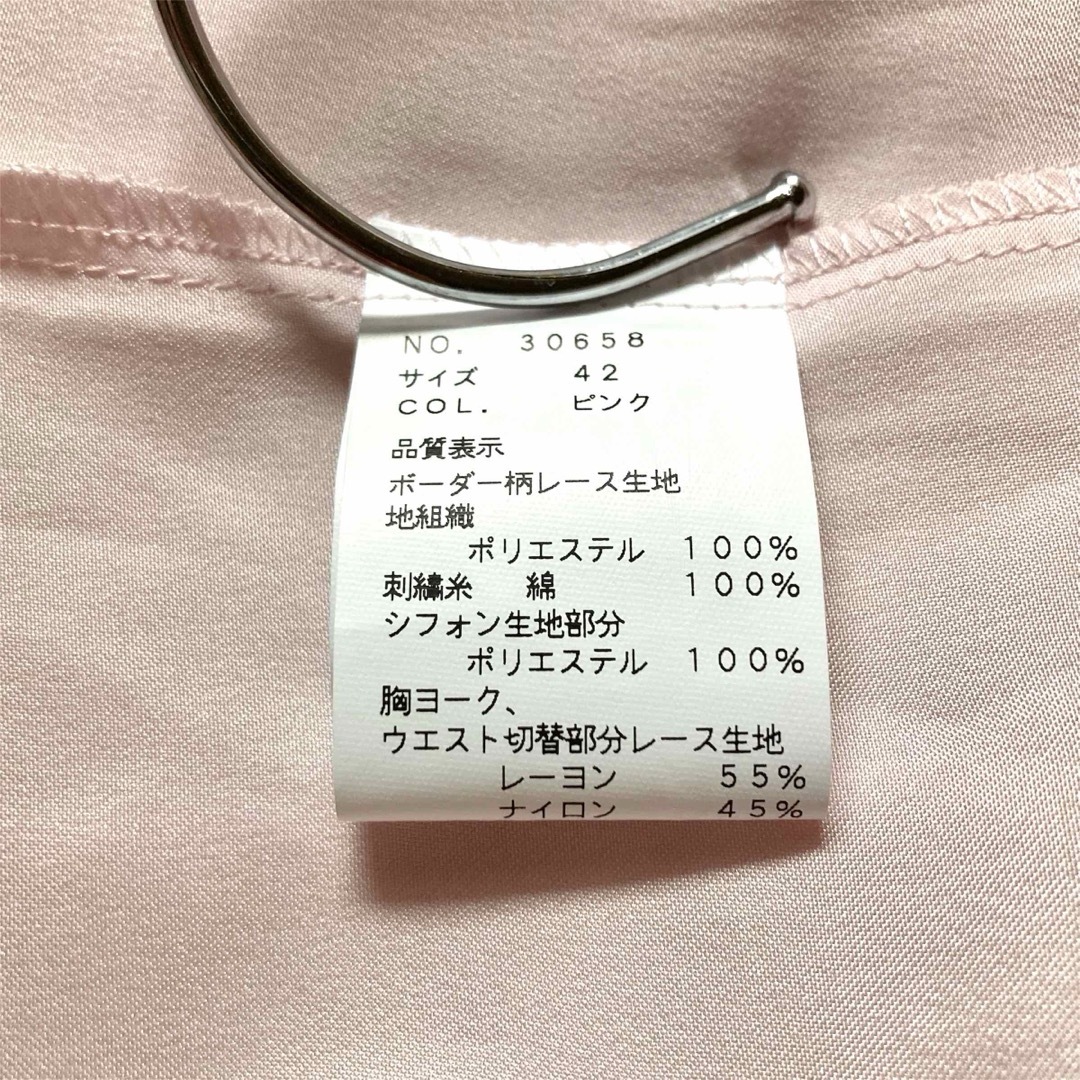 NO. 30658
サイズ 42
COL. ピンク
品質表示
ボーダー柄レース生地
地組織
ポリエステル 100%
刺繍糸 綿 100%
シフォン生地部分
ポリエステル 100%
胸ヨーク、
ウエスト切替部分レース生地
レーヨン 55%
ナイロン 45%